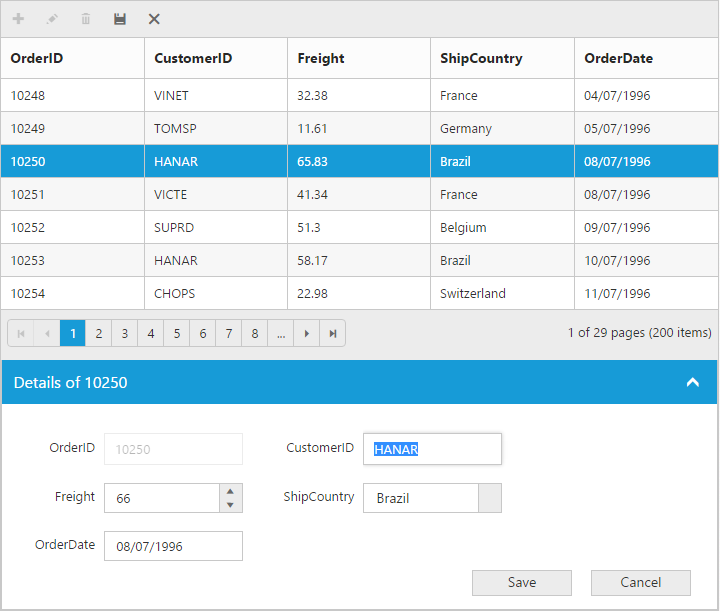 OrderID CustomerID Freight ShipCountry OrderDate
10248 VINET 32.38 France 04/07/1996
10249 TOMSP 11.61 Germany 05/07/1996
10250 HANAR 65.83 Brazil 08/07/1996
10251 VICTE 41.34 France 08/07/1996
10252 SUPRD 51.3 Belgium 09/07/1996
10253 HANAR 58.17 Brazil 10/07/1996
10254 CHOPS 22.98 Switzerland 11/07/1996
1 2 3 4 5 6 7 8 ... 1 of 29 pages (200 items)
Details of 10250
OrderID 10250 CustomerID HANAR
Freight 66 ShipCountry Brazil
OrderDate 08/07/1996
Save Cancel